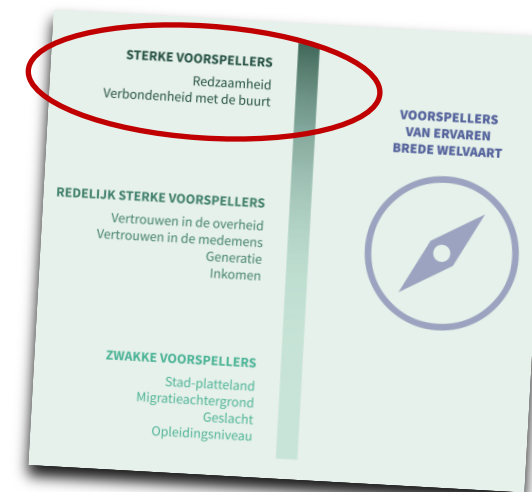 STERKE VOORSPELLERS
Redzaamheid
Verbondenheid met de buurt
VOORSPELLERS
VAN ERVAREN
BREDE WELVAART
REDELIJK STERKE VOORSPELLERS
Vertrouwen in de overheid
Vertrouwen in de medemens
Generatie
Inkomen
ZWAKKE VOORSPELLERS
Stad-platteland
Migratieachtergrond
Geslacht
Opleidingsniveau